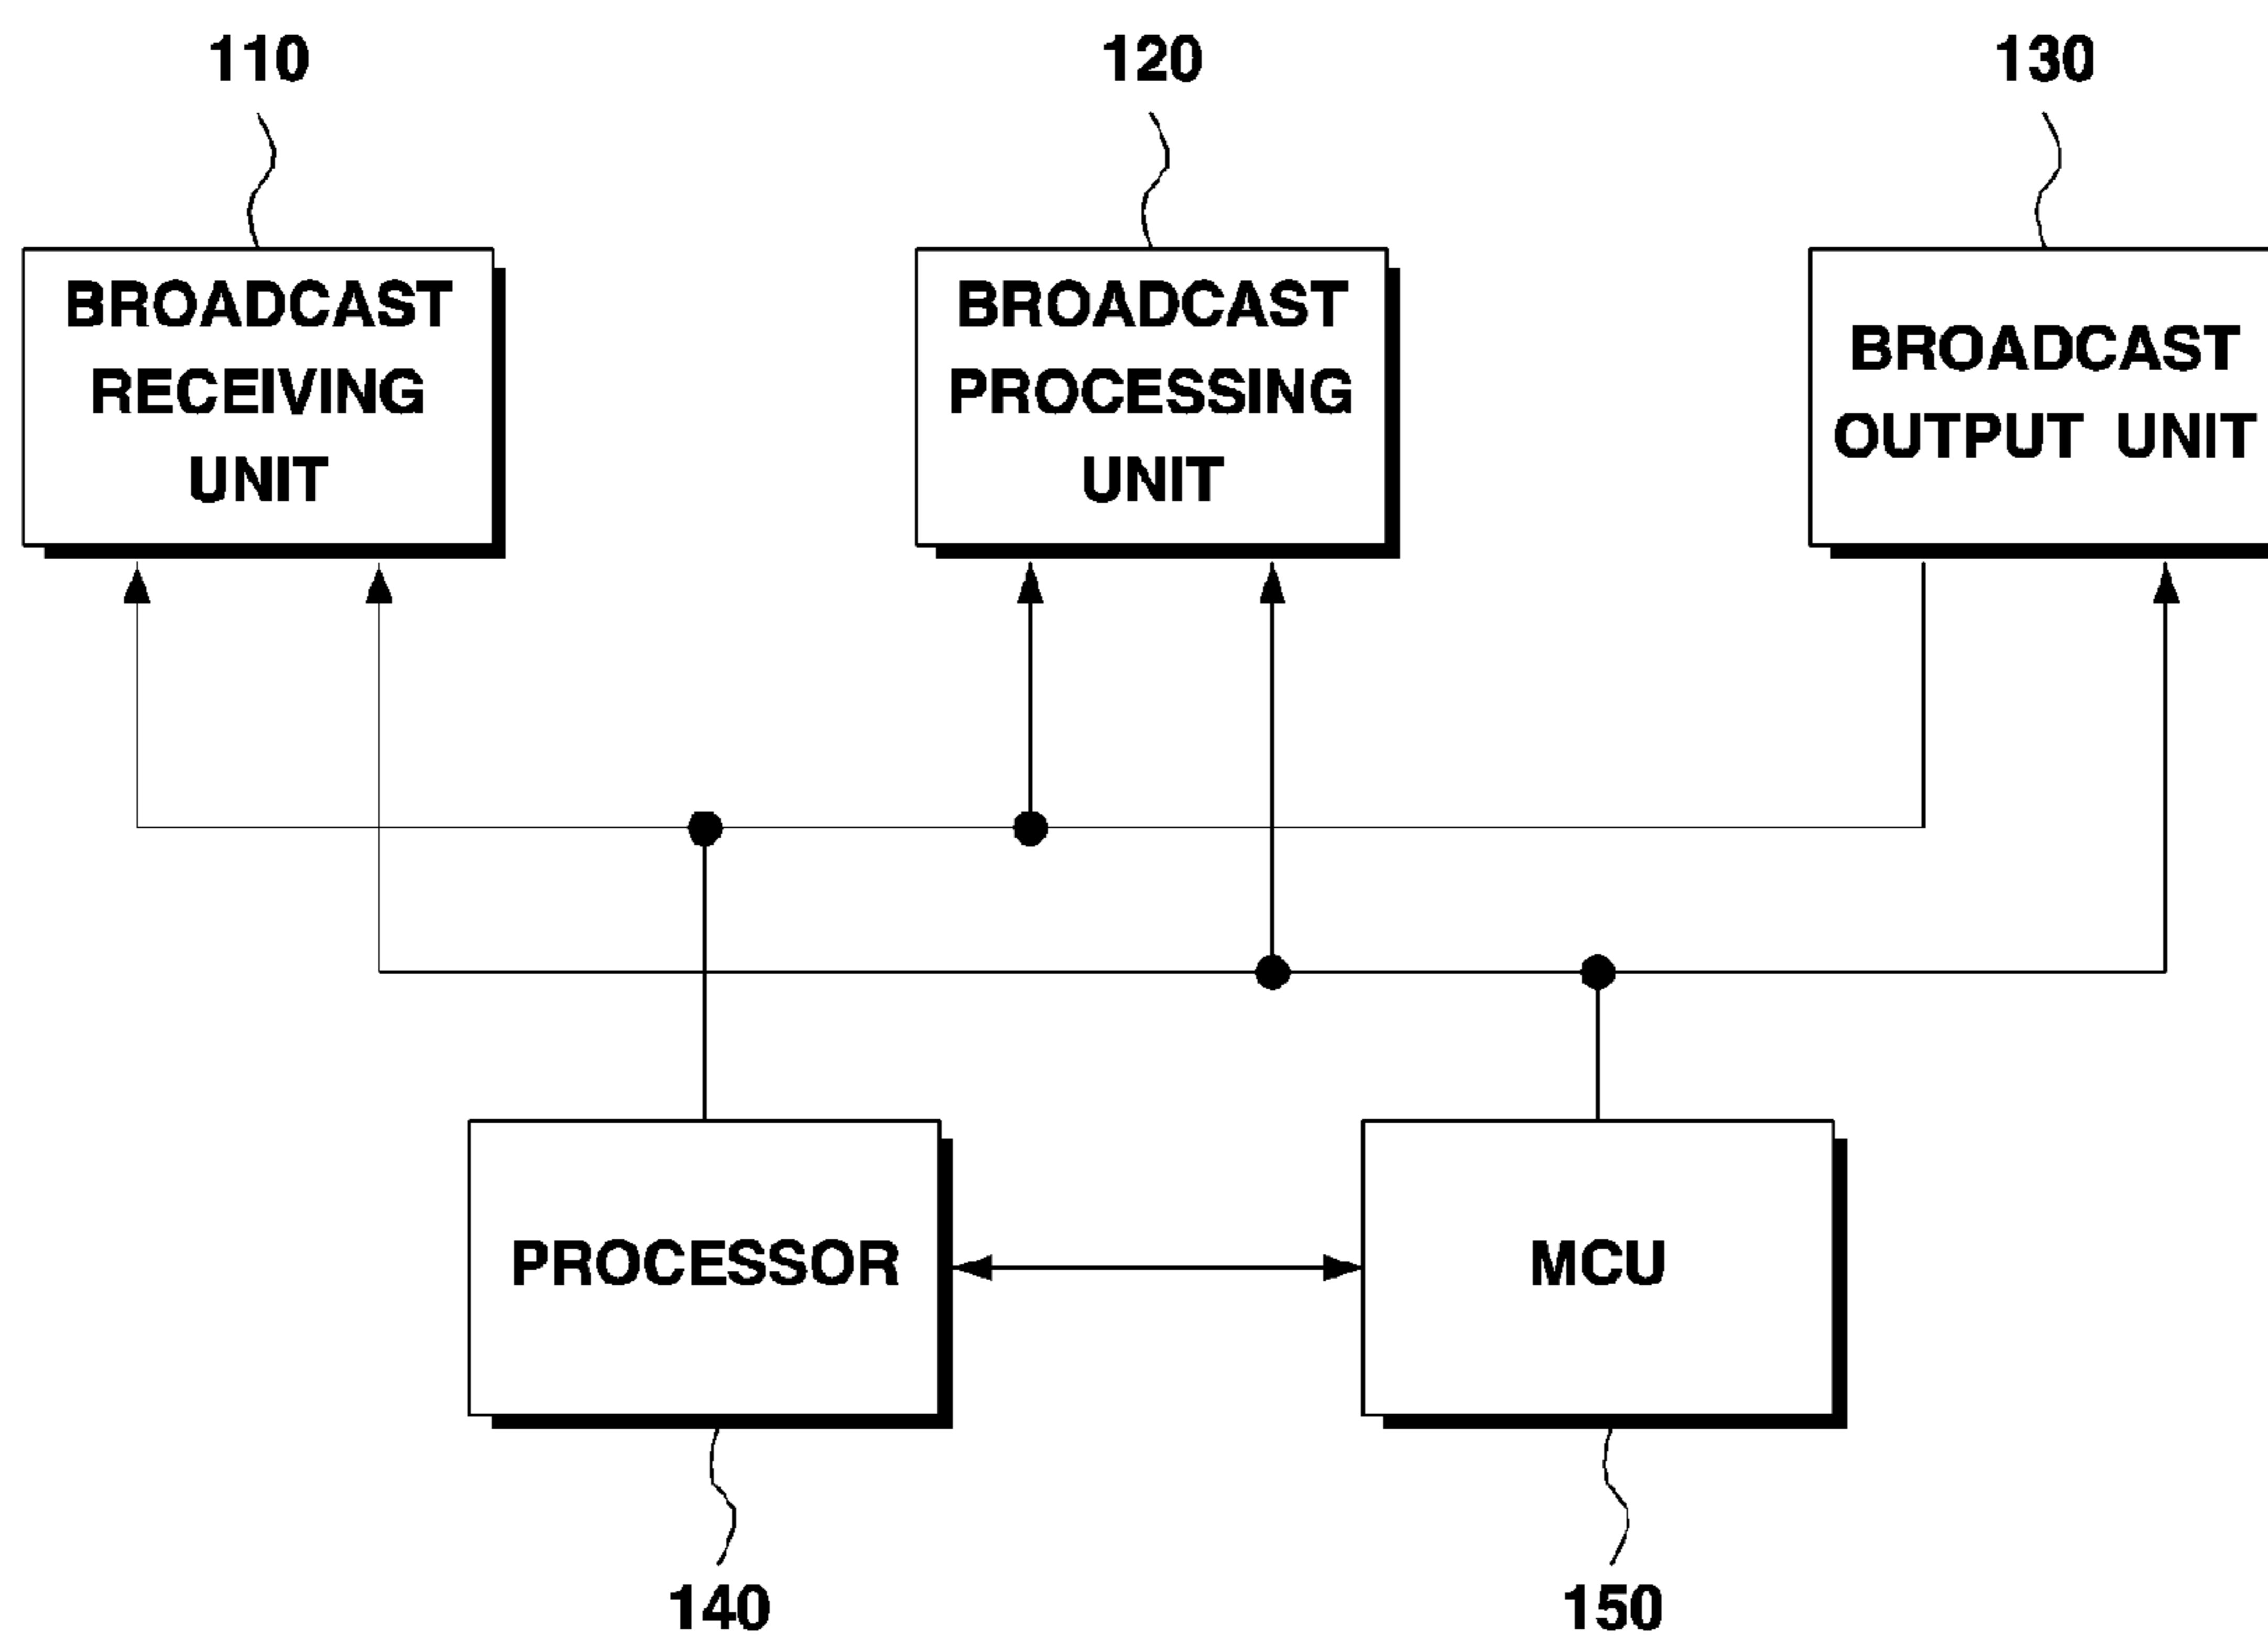 110
120
130
BROADCAST
RECEIVING
UNIT
BROADCAST
PROCESSING
UNIT
BROADCAST
OUTPUT UNIT
PROCESSOR
MCU
140
150